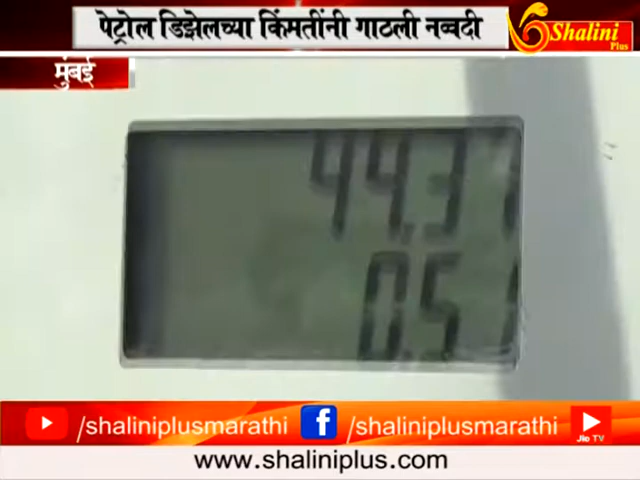 पेट्रोल डिझेलच्या किंमतींनी गाठली नव्वदी
Shalini
Plus
मुंबई
44.3
0.5
/shaliniplusmarathi
/shaliniplusmarathi
Jio TV
www.shaliniplus.com